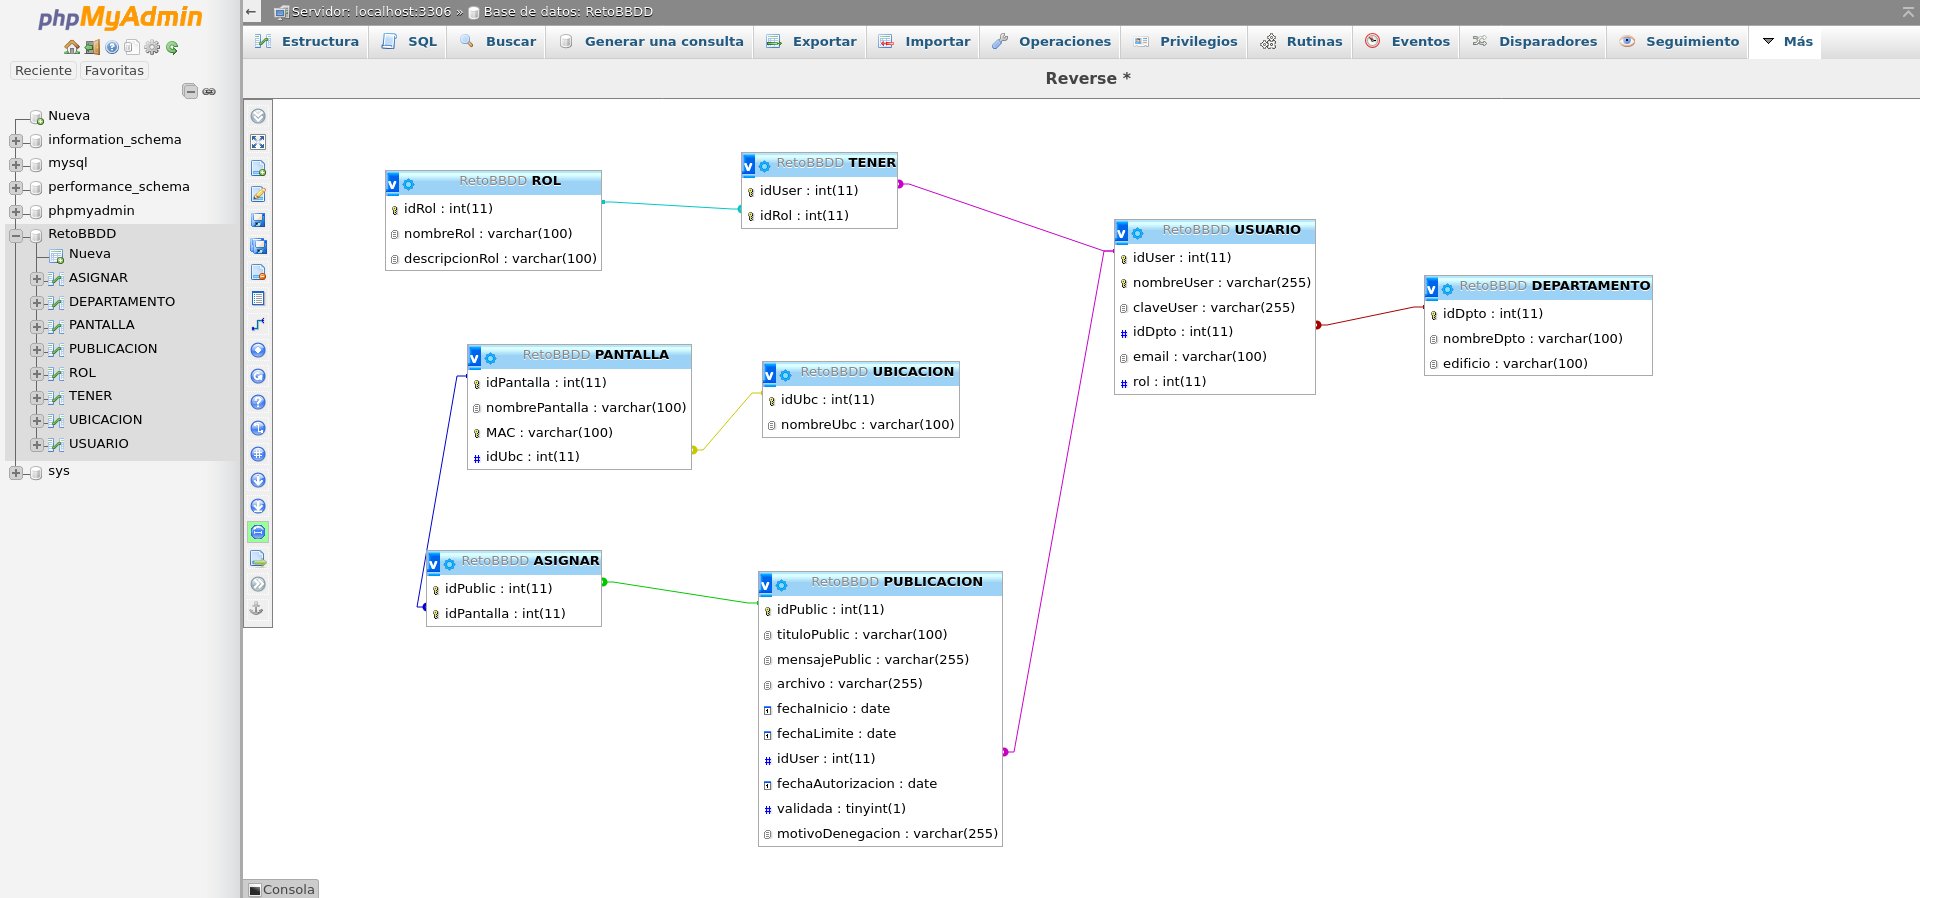 phpMyAdmin
Reciente Favoritas
Nueva
information_schema
mysql
performance_schema
phpmyadmin
RetoBBDD
Nueva
ASIGNAR
DEPARTAMENTO
PANTALLA
PUBLICACION
ROL
TENER
UBICACION
USUARIO
sys
Servidor: localhost:3306 » Base de datos: RetoBBDD
Estructura SQL Buscar Generar una consulta Exportar Importar Operaciones Privilegios Rutinas Eventos Disparadores Seguimiento Más
Reverse *
RetoBBDD ROL
idRol : int(11)
nombreRol : varchar(100)
descripcionRol : varchar(100)
RetoBBDD TENER
idUser : int(11)
idRol : int(11)
RetoBBDD USUARIO
idUser : int(11)
nombreUser : varchar(255)
claveUser : varchar(255)
idDpto : int(11)
email : varchar(100)
rol : int(11)
RetoBBDD DEPARTAMENTO
idDpto : int(11)
nombreDpto : varchar(100)
edificio : varchar(100)
RetoBBDD PANTALLA
idPantalla : int(11)
nombrePantalla : varchar(100)
MAC : varchar(100)
idUbc : int(11)
RetoBBDD UBICACION
idUbc : int(11)
nombreUbc : varchar(100)
RetoBBDD ASIGNAR
idPublic : int(11)
idPantalla : int(11)
RetoBBDD PUBLICACION
idPublic : int(11)
tituloPublic : varchar(100)
mensajePublic : varchar(255)
archivo : varchar(255)
fechaInicio : date
fechaLimite : date
idUser : int(11)
fechaAutorizacion : date
validada : tinyint(1)
motivoDenegacion : varchar(255)
Consola